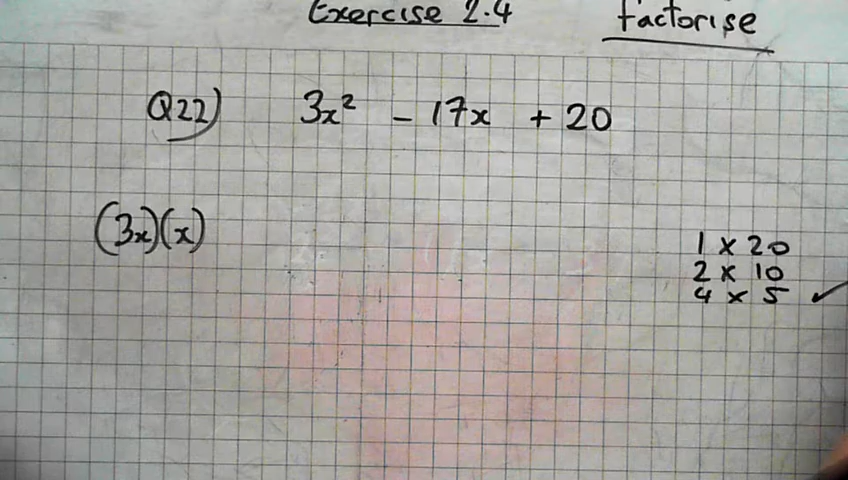 Exercise 2.4 factorise
Q22) 3x² - 17x + 20
(3x)(x)
1 x 20
2 x 10
4 x 5 ✓